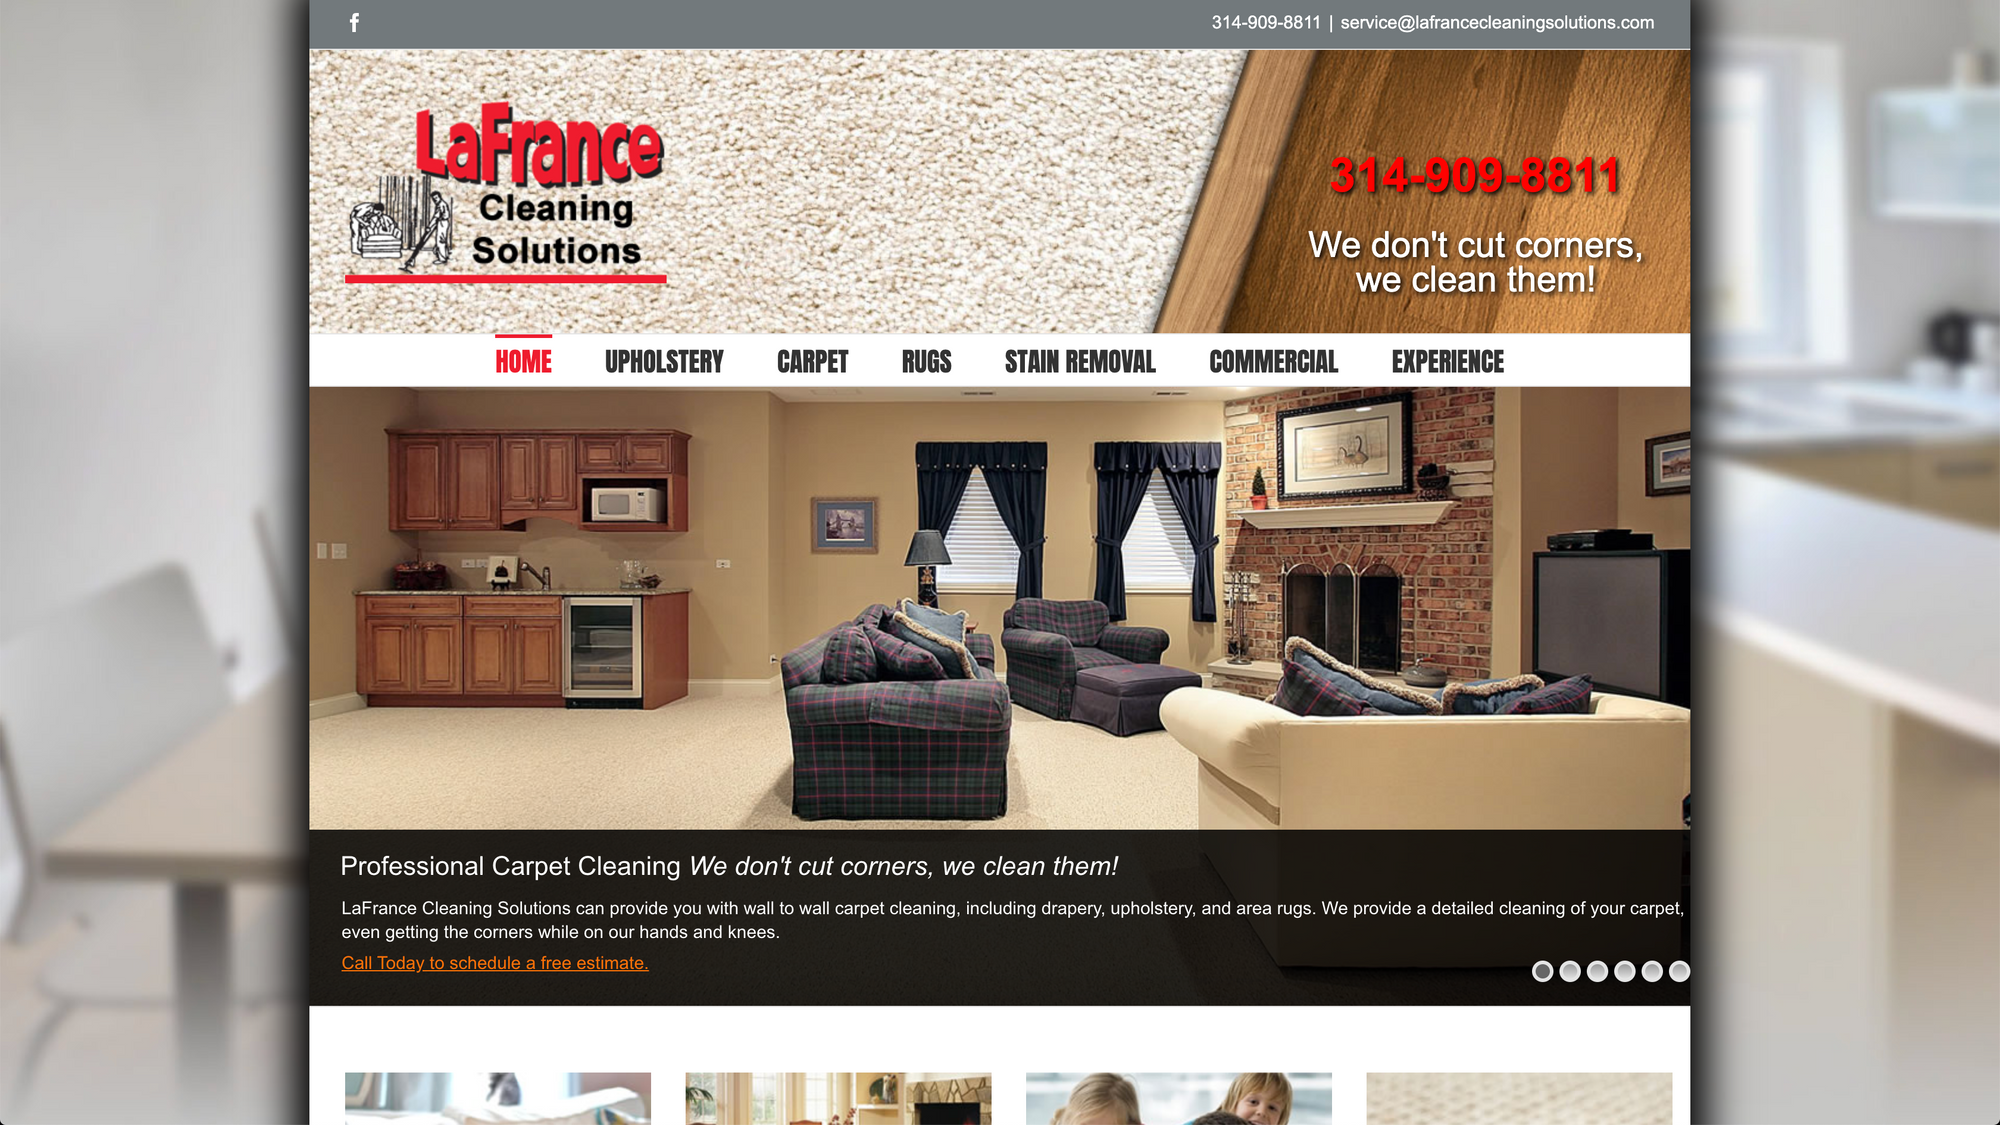 f
314-909-8811 | service@lafrancecleaningsolutions.com
LaFrance
Cleaning
Solutions
314-909-8811
We don't cut corners,
we clean them!
HOME UPHOLSTERY CARPET RUGS STAIN REMOVAL COMMERCIAL EXPERIENCE
Professional Carpet Cleaning We don't cut corners, we clean them!
LaFrance Cleaning Solutions can provide you with wall to wall carpet cleaning, including drapery, upholstery, and area rugs. We provide a detailed cleaning of your carpet,
even getting the corners while on our hands and knees.
Call Today to schedule a free estimate.